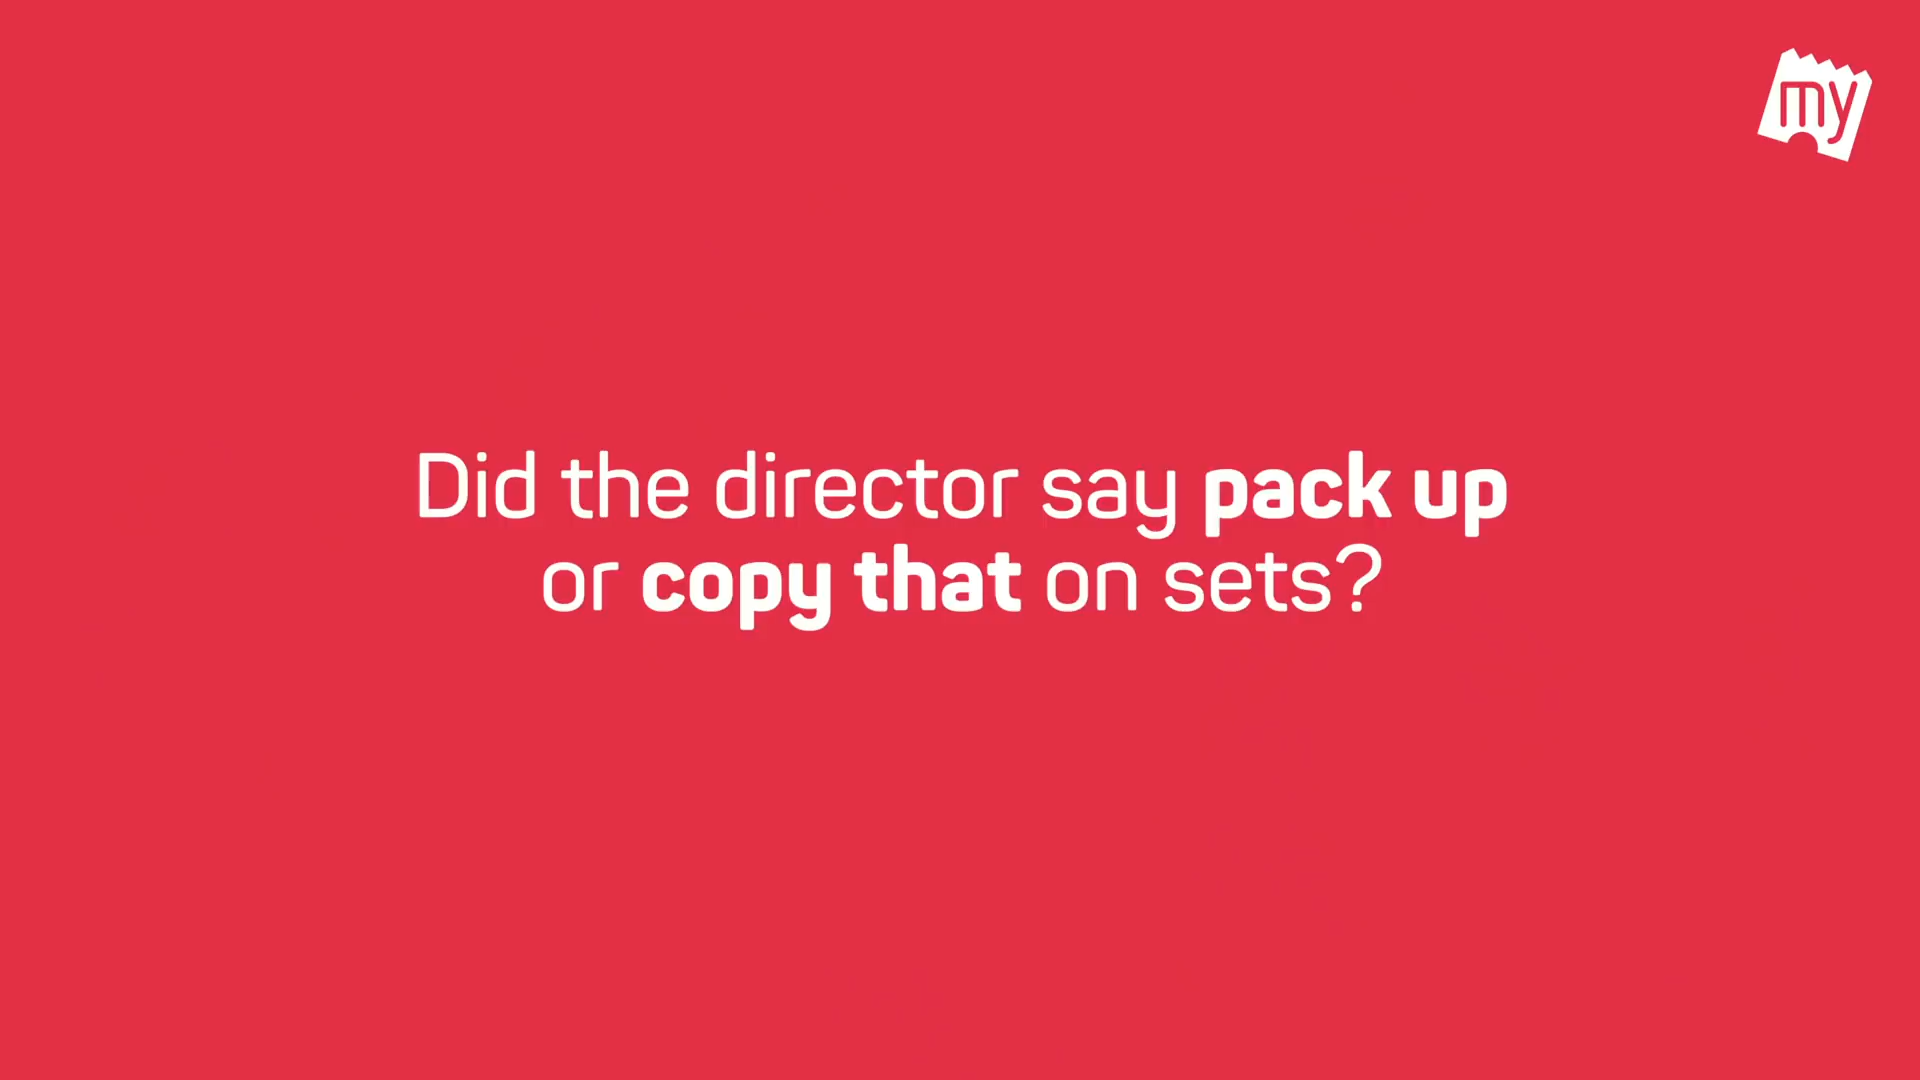 my
Did the director say pack up
or copy that on sets?